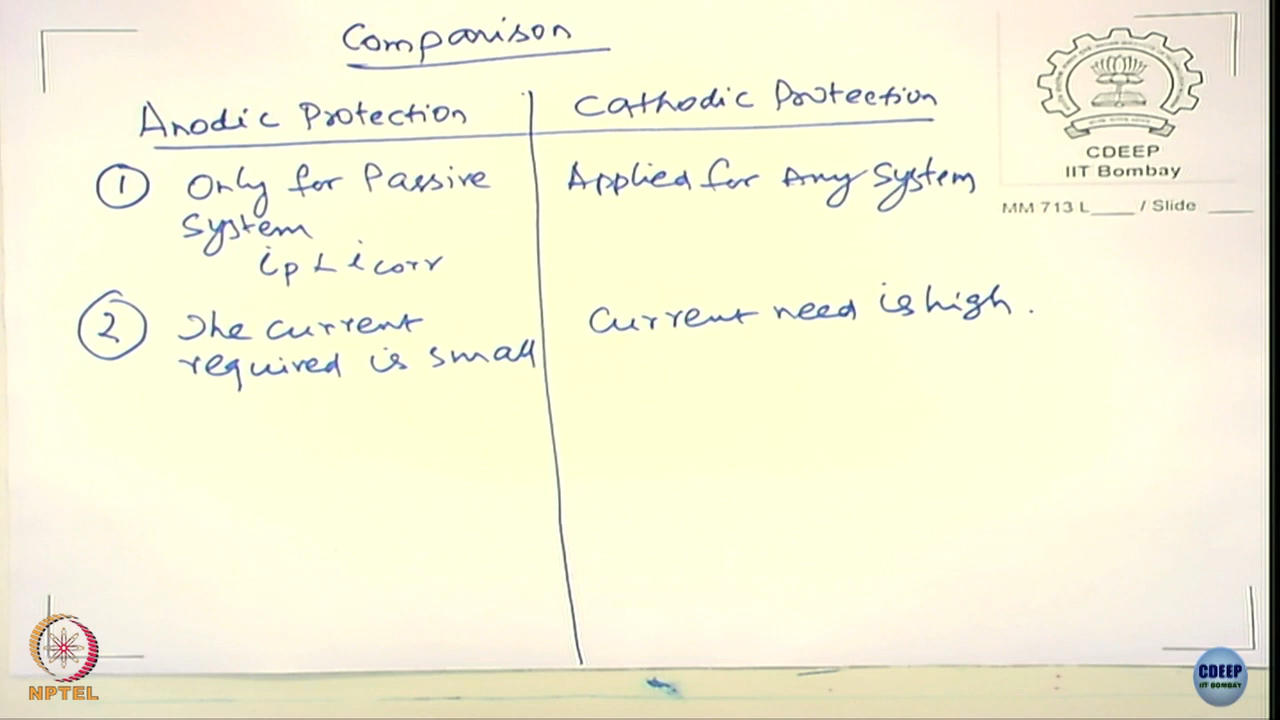 Comparison
Anodic Protection
Cathodic Protection
① Only for Passive
System
ip < icorr
Applied for Any System
② The current
required is small
Current need is high.
CDEEP
IIT Bombay
MM 713 L____ / Slide ____
NPTEL
CDEEP
IIT BOMBAY